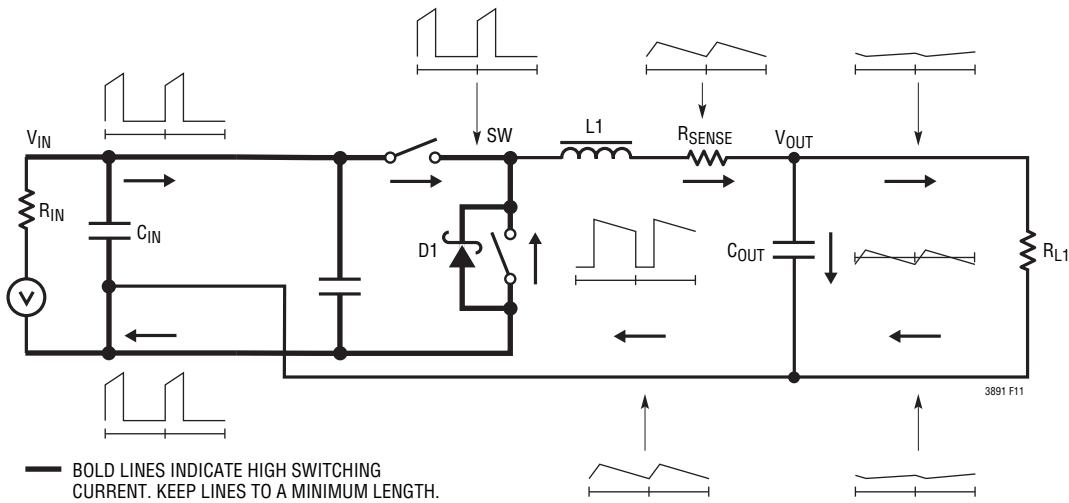 SW
L1
RSENSE
VOUT
VIN
RIN
CIN
D1
COUT
RL1
V
3891 F11
BOLD LINES INDICATE HIGH SWITCHING
CURRENT. KEEP LINES TO A MINIMUM LENGTH.